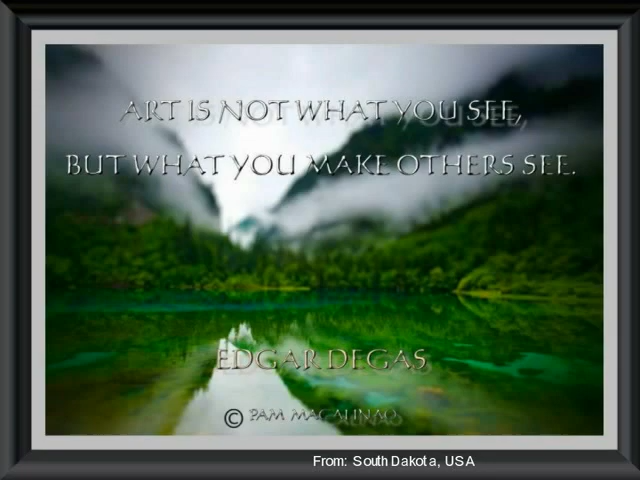 ART IS NOT WHAT YOU SEE,
BUT WHAT YOU MAKE OTHERS SEE.
EDGAR DEGAS
© PAM MAGALINAO
From: South Dakota, USA